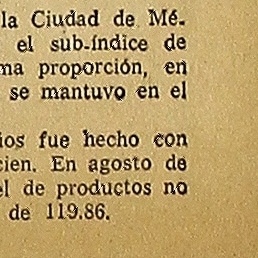 la Ciudad de Mé-
el sub-índice de
ma proporción, en
se mantuvo en el
ios fue hecho con
cien. En agosto de
el de productos no
de 119.86.